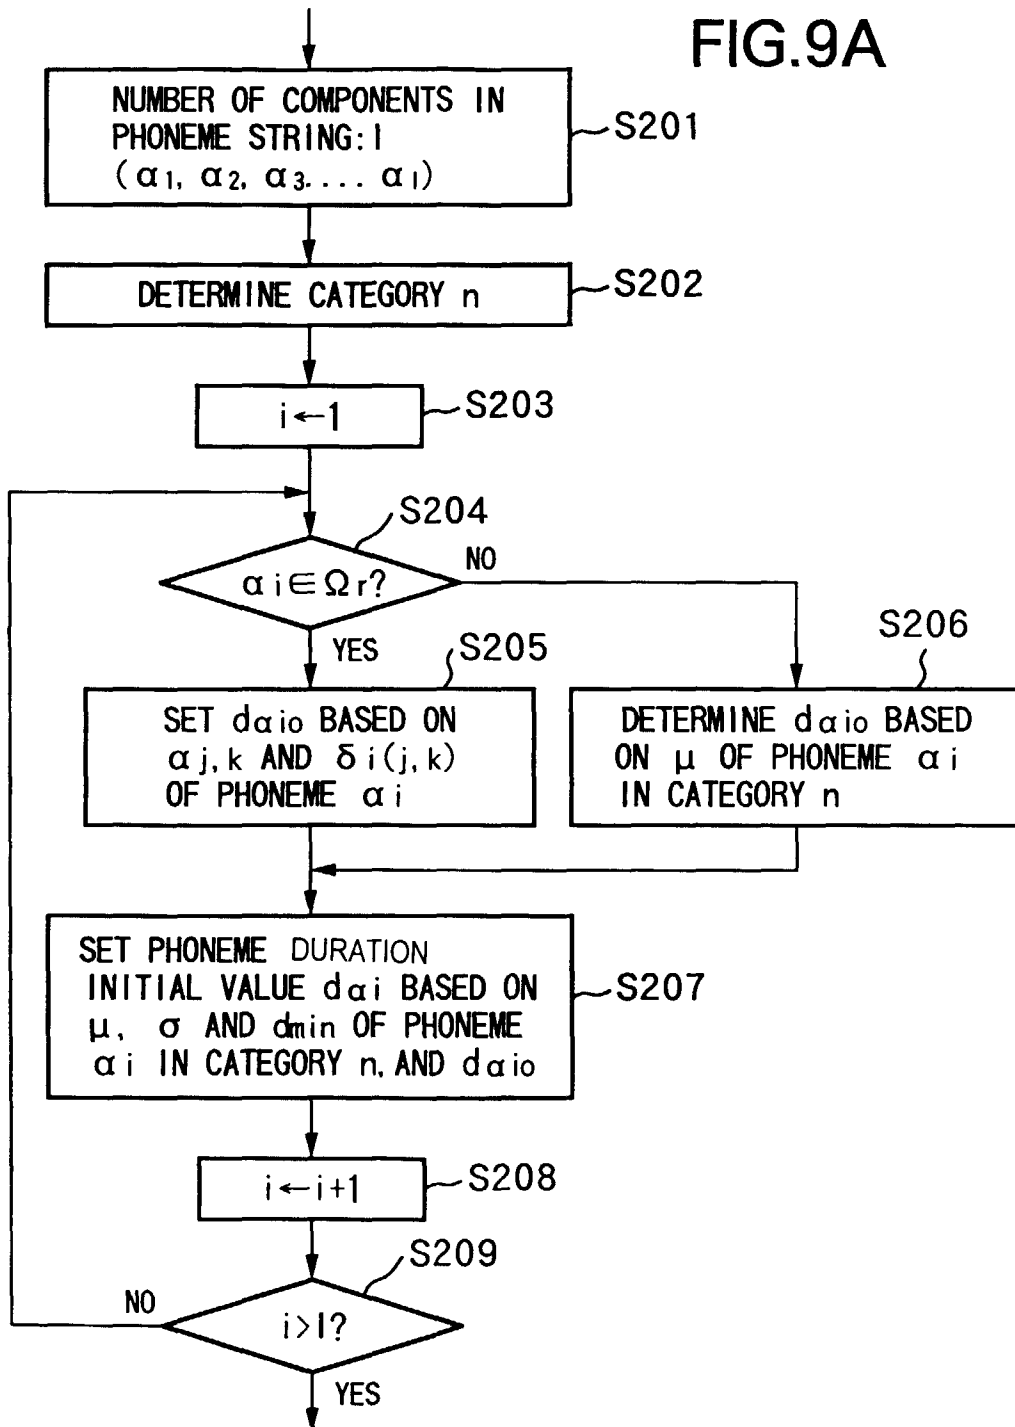 FIG.9A
NUMBER OF COMPONENTS IN
PHONEME STRING:I
(α1, α2, α3.... αI)
S201
DETERMINE CATEGORY n
S202
i←1
S203
S204
αi∈Ωr?
NO
YES
S205
SET dαio BASED ON
αj,k AND δi(j,k)
OF PHONEME αi
S206
DETERMINE dαio BASED
ON μ OF PHONEME αi
IN CATEGORY n
SET PHONEME DURATION
INITIAL VALUE dαi BASED ON
μ, σ AND dmin OF PHONEME
αi IN CATEGORY n, AND dαio
S207
i←i+1
S208
S209
NO
i>I?
YES